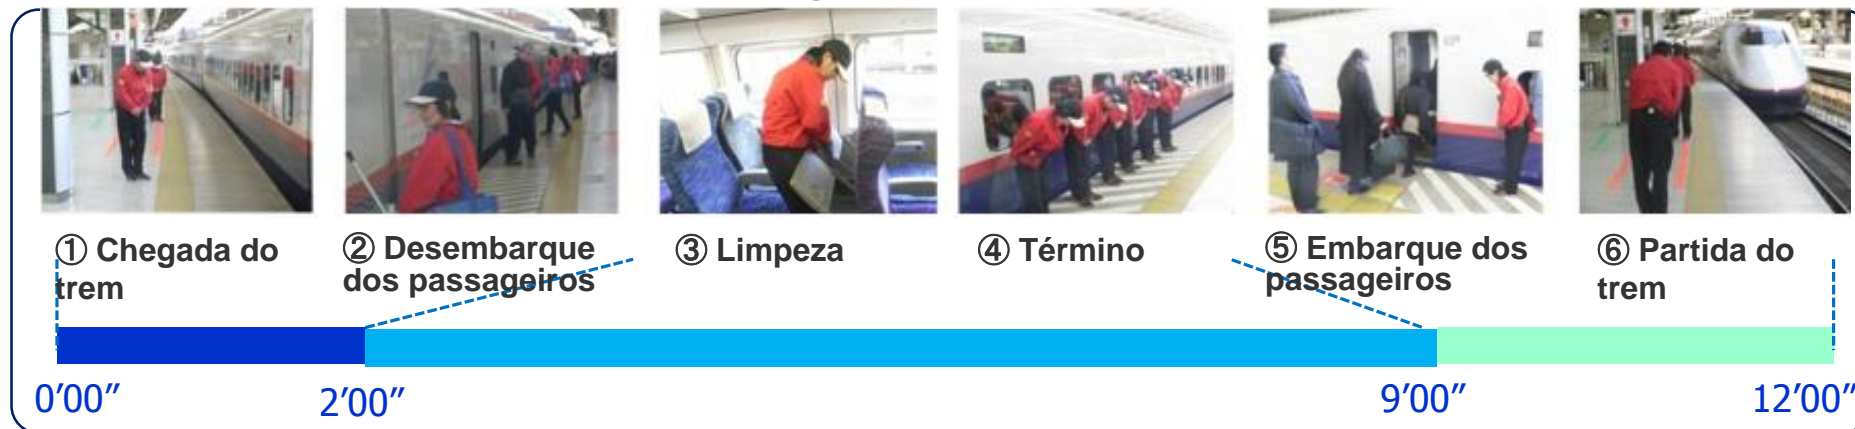 ① Chegada do
trem
② Desembarque
dos passageiros
③ Limpeza
④ Término
⑤ Embarque dos
passageiros
⑥ Partida do
trem
0’00”
2’00”
9’00”
12’00”